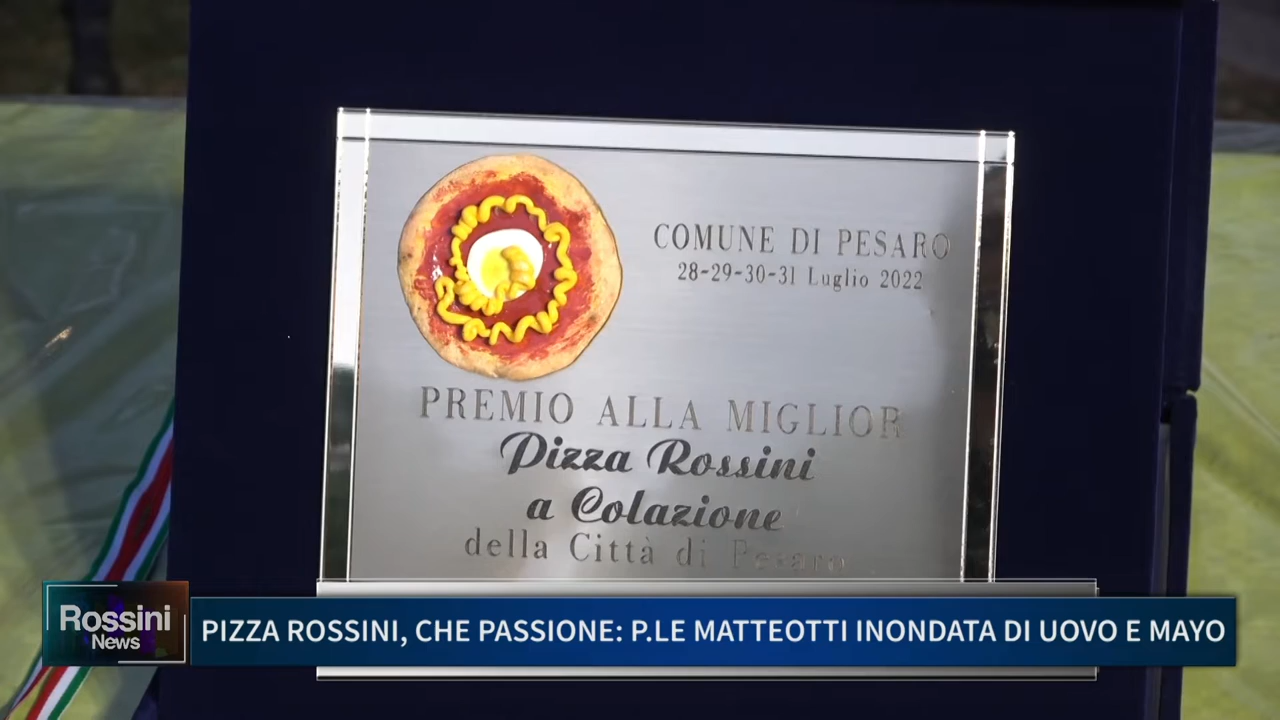 COMUNE DI PESARO
28-29-30-31 Luglio 2022
PREMIO ALLA MIGLIOR
Pizza Rossini
a Colazione
della Città di Pesaro
Rossini
News
PIZZA ROSSINI, CHE PASSIONE: P.LE MATTEOTTI INONDATA DI UOVO E MAYO